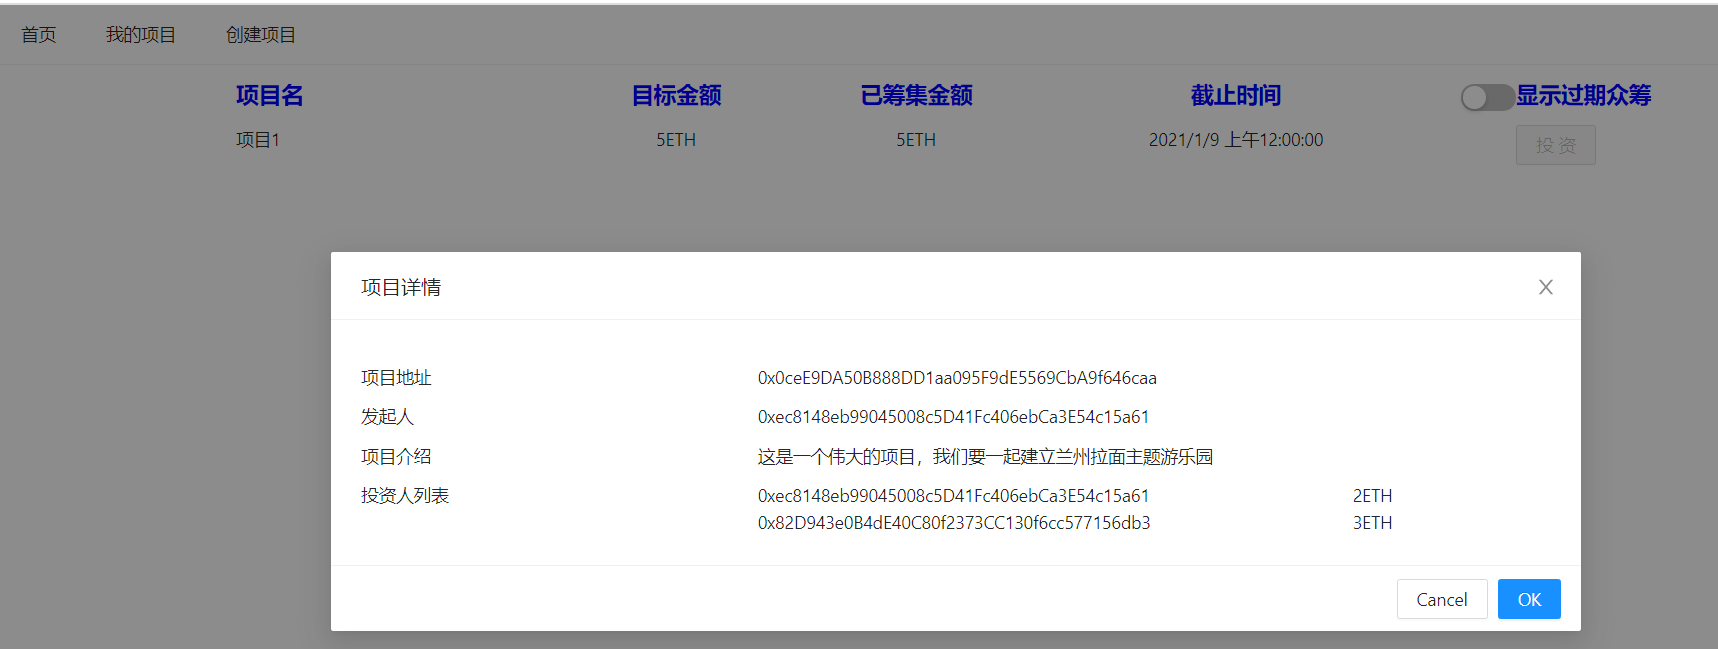 首页 我的项目 创建项目
项目名 目标金额 已筹集金额 截止时间 显示过期众筹
项目1 5ETH 5ETH 2021/1/9 上午12:00:00 投 资
项目详情
项目地址 0x0ceE9DA50B888DD1aa095F9dE5569CbA9f646caa
发起人 0xec8148eb99045008c5D41Fc406ebCa3E54c15a61
项目介绍 这是一个伟大的项目，我们要一起建立兰州拉面主题游乐园
投资人列表 0xec8148eb99045008c5D41Fc406ebCa3E54c15a61 2ETH
0x82D943e0B4dE40C80f2373CC130f6cc577156db3 3ETH
Cancel OK